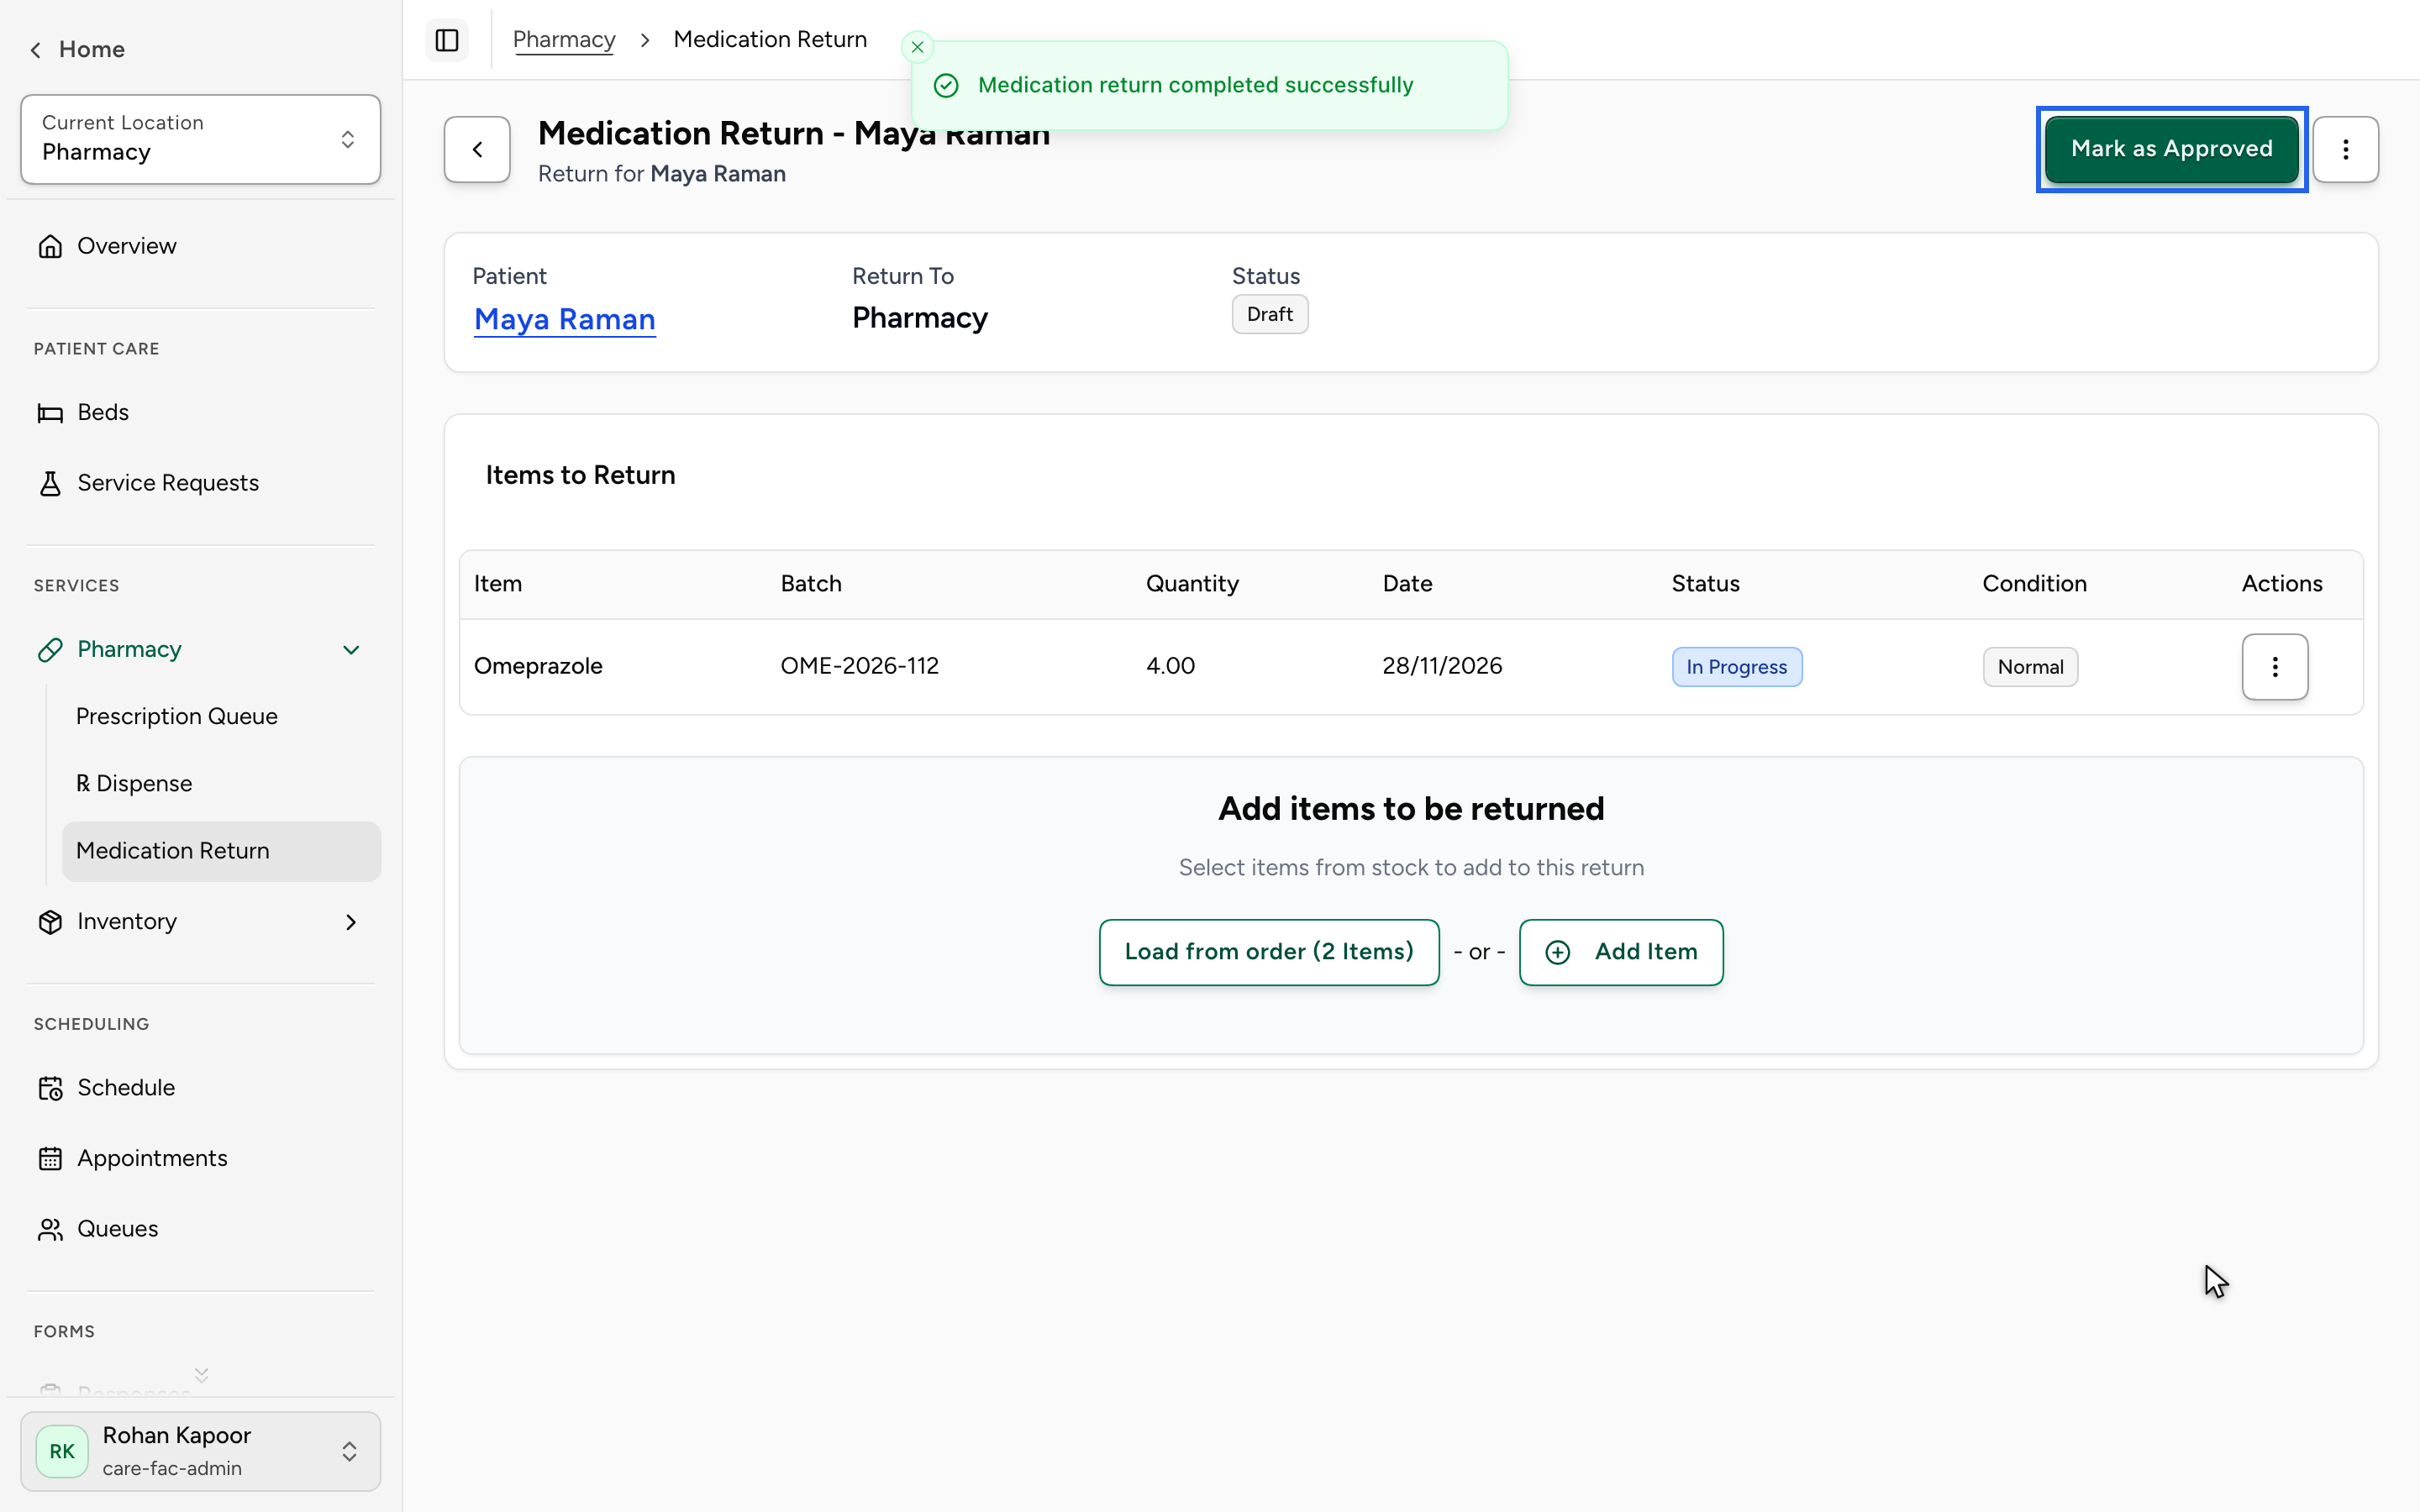 Home
Current Location
Pharmacy
Overview
PATIENT CARE
Beds
Service Requests
SERVICES
Pharmacy
Prescription Queue
℞ Dispense
Medication Return
Inventory
SCHEDULING
Schedule
Appointments
Queues
FORMS
Responses
RK
Rohan Kapoor
care-fac-admin
Pharmacy > Medication Return
Medication return completed successfully
Medication Return - Maya Raman
Return for Maya Raman
Mark as Approved
Patient
Maya Raman
Return To
Pharmacy
Status
Draft
Items to Return
Item Batch Quantity Date Status Condition Actions
Omeprazole OME-2026-112 4.00 28/11/2026 In Progress Normal
Add items to be returned
Select items from stock to add to this return
Load from order (2 Items) - or - Add Item